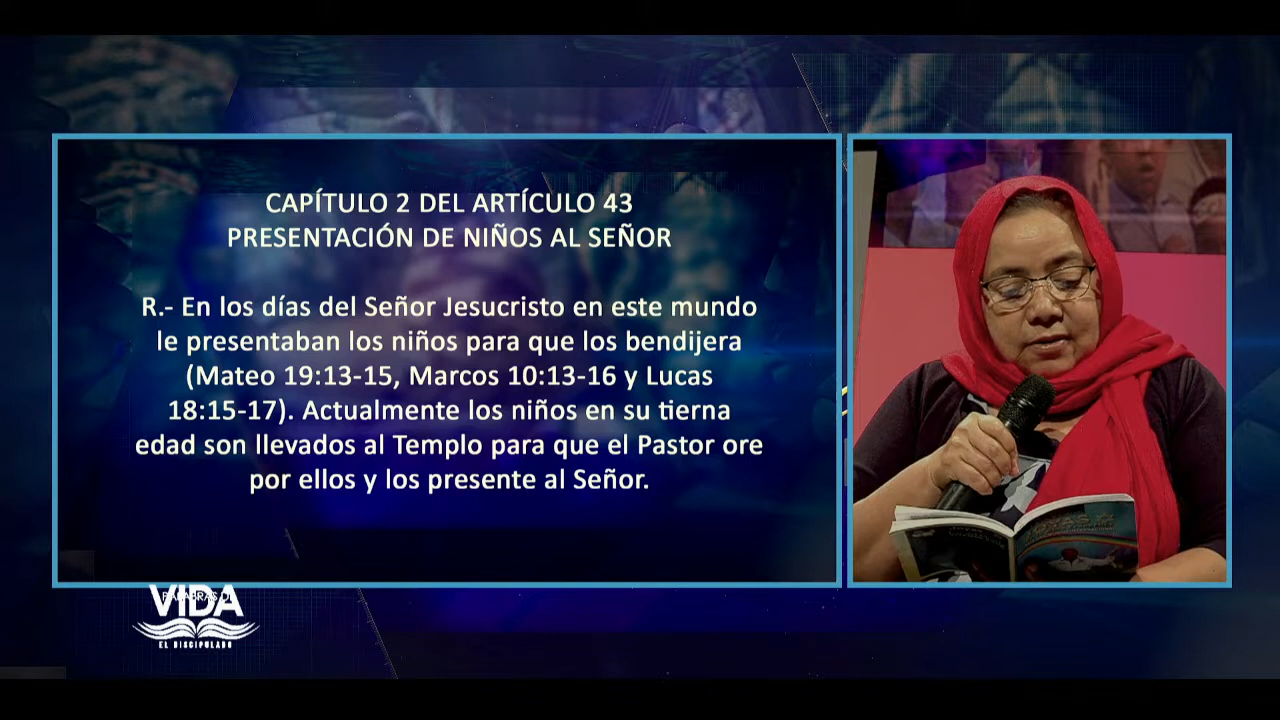 CAPÍTULO 2 DEL ARTÍCULO 43
PRESENTACIÓN DE NIÑOS AL SEÑOR
R.- En los días del Señor Jesucristo en este mundo
le presentaban los niños para que los bendijera
(Mateo 19:13-15, Marcos 10:13-16 y Lucas
18:15-17). Actualmente los niños en su tierna
edad son llevados al Templo para que el Pastor ore
por ellos y los presente al Señor.
PALABRAS DE
VIDA
EL DISCIPULADO